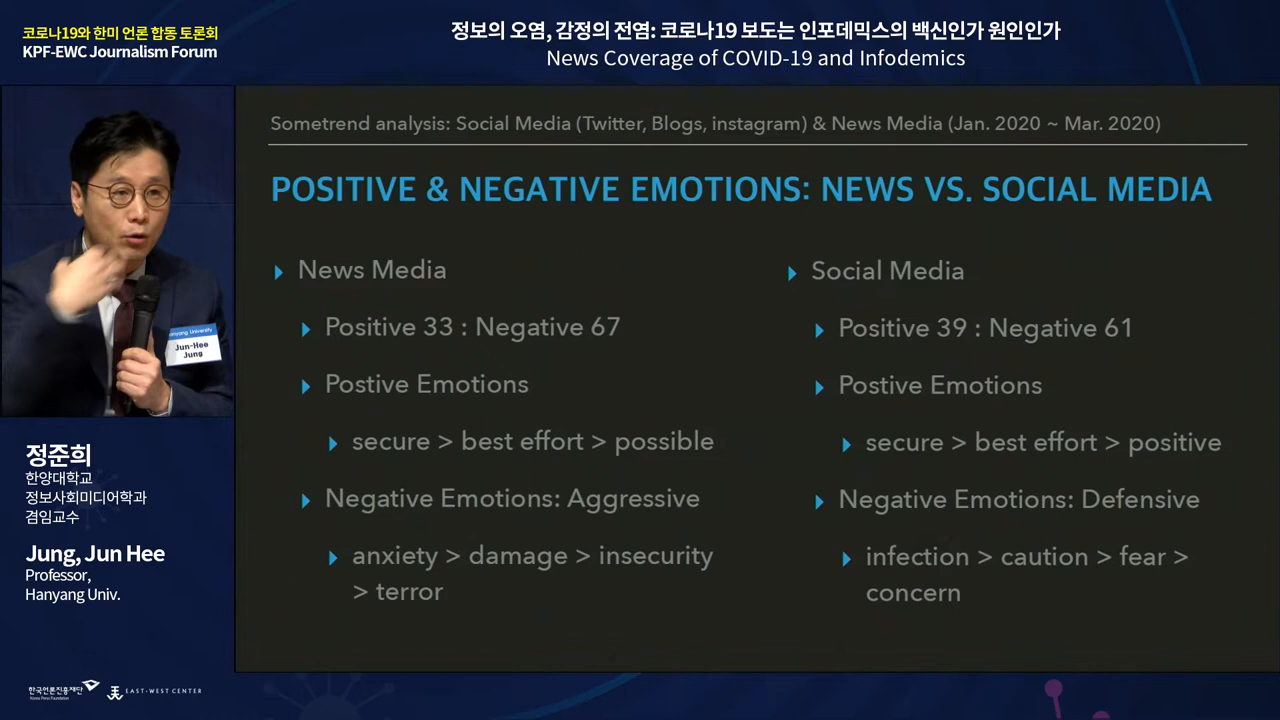 코로나19와 한미 언론 합동 토론회
KPF-EWC Journalism Forum
정보의 오염, 감정의 전염: 코로나19 보도는 인포데믹스의 백신인가 원인인가
News Coverage of COVID-19 and Infodemics
Sometrend analysis: Social Media (Twitter, Blogs, instagram) & News Media (Jan. 2020 ~ Mar. 2020)
POSITIVE & NEGATIVE EMOTIONS: NEWS VS. SOCIAL MEDIA
News Media
Positive 33 : Negative 67
Postive Emotions
secure > best effort > possible
Negative Emotions: Aggressive
anxiety > damage > insecurity
> terror
Social Media
Positive 39 : Negative 61
Postive Emotions
secure > best effort > positive
Negative Emotions: Defensive
infection > caution > fear >
concern
University
Jun-Hee
Jung
정준희
한양대학교
정보사회미디어학과
겸임교수
Jung, Jun Hee
Professor,
Hanyang Univ.
한국언론진흥재단
Korea Press Foundation
EAST-WEST CENTER